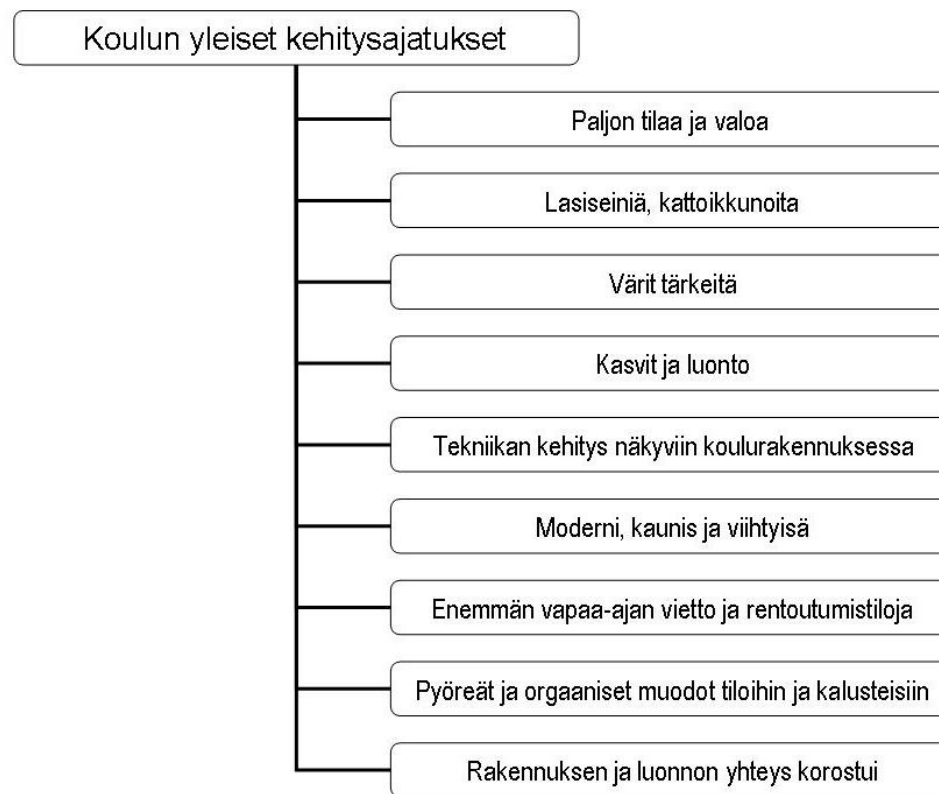 Koulun yleiset kehitysajatukset
Paljon tilaa ja valoa
Lasiseiniä, kattoikkunoita
Värit tärkeitä
Kasvit ja luonto
Tekniikan kehitys näkyviin koulurakennuksessa
Moderni, kaunis ja viihtyisä
Enemmän vapaa-ajan vietto ja rentoutumistiloja
Pyöreät ja orgaaniset muodot tiloihin ja kalusteisiin
Rakennuksen ja luonnon yhteys korostui